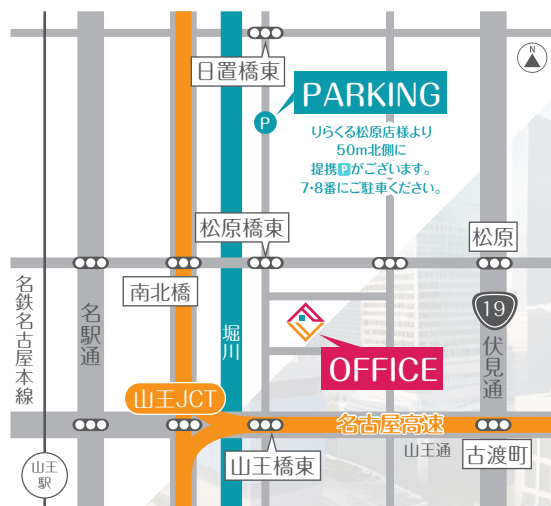 日置橋東
N
PARKING
P
りらくる松原店様より
50m北側に
提携Pがございます。
7・8番にご駐車ください。
松原橋東
松原
南北橋
名鉄名古屋本線
名駅通
堀川
19
伏見通
OFFICE
山王JCT
名古屋高速
山王通
山王橋東
古渡町
山王
駅